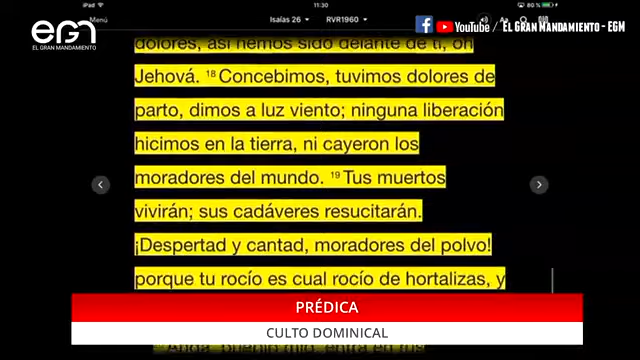 iPad
11:30
80 %
Menú
Isaías 26
RVR1960
Aa
EGM
EL GRAN MANDAMIENTO
YouTube / EL GRAN MANDAMIENTO - EGM
dolores, así hemos sido delante de ti, oh
Jehová. 18 Concebimos, tuvimos dolores de
parto, dimos a luz viento; ninguna liberación
hicimos en la tierra, ni cayeron los
moradores del mundo. 19 Tus muertos
vivirán; sus cadáveres resucitarán.
¡Despertad y cantad, moradores del polvo!
porque tu rocío es cual rocío de hortalizas, y
PRÉDICA
CULTO DOMINICAL